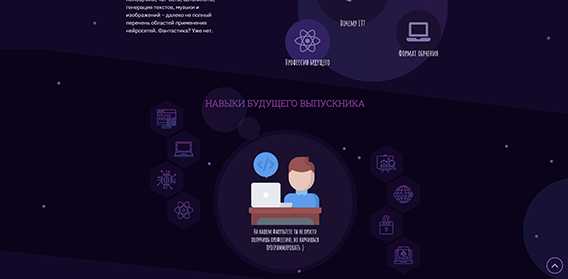 генерация текстов, музыки и
изображений – далеко не полный
перечень областей применения
нейросетей. Фантастика? Уже нет.
Почему IT?
Формат обучения
Профессия будущего
НАВЫКИ БУДУЩЕГО ВЫПУСКНИКА
На нашем факультете ты не просто
получишь профессию, но научишься
программировать :)